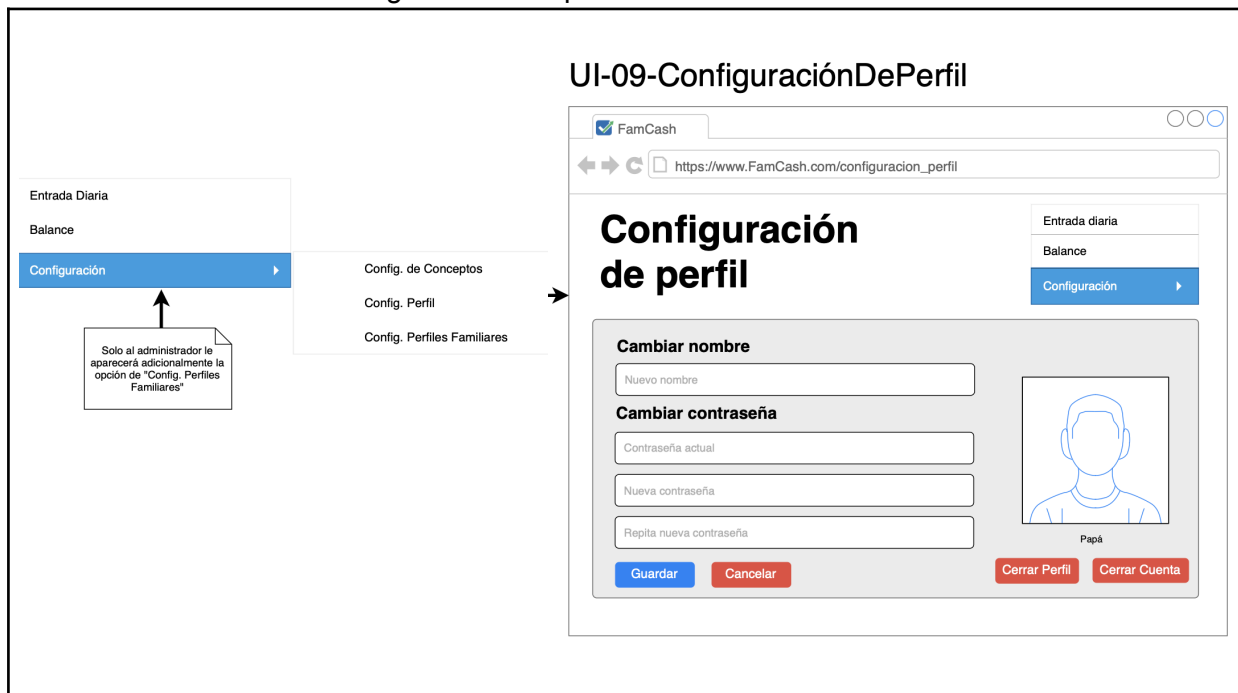 UI-09-ConfiguraciónDePerfil
FamCash
https://www.FamCash.com/configuracion_perfil
Entrada Diaria
Balance
Configuración
Config. de Conceptos
Config. Perfil
Config. Perfiles Familiares
Solo al administrador le
aparecerá adicionalmente la
opción de "Config. Perfiles
Familiares"
Configuración
de perfil
Entrada diaria
Balance
Configuración
Cambiar nombre
Nuevo nombre
Cambiar contraseña
Contraseña actual
Nueva contraseña
Repita nueva contraseña
Guardar
Cancelar
Papá
Cerrar Perfil
Cerrar Cuenta